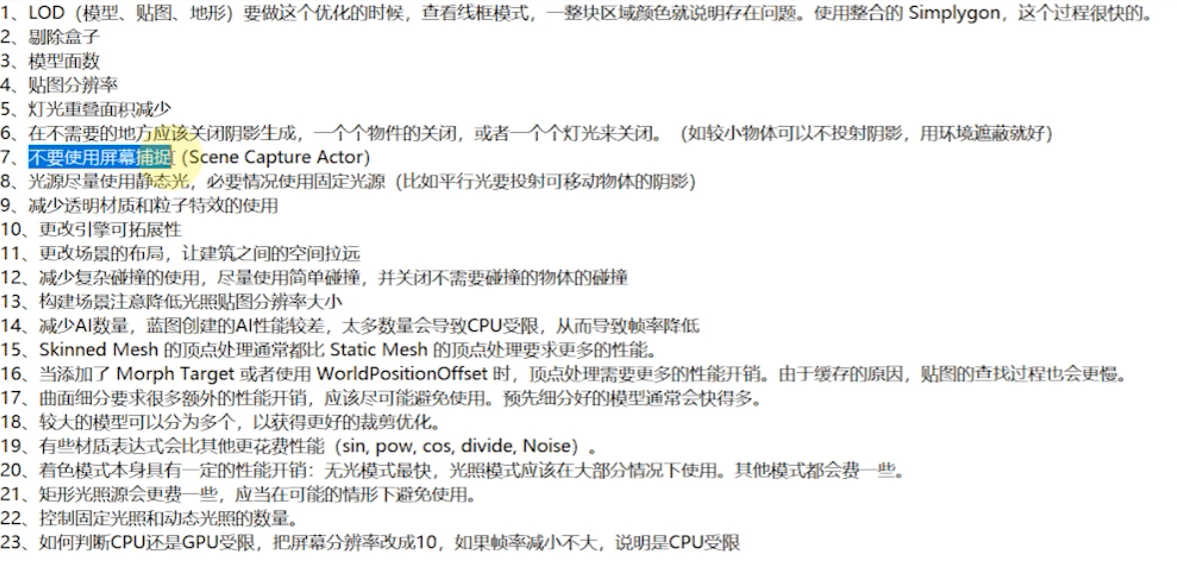 1、LOD（模型、贴图、地形）要做这个优化的时候，查看线框模式，一整块区域颜色就说明存在问题。使用整合的 Simplygon，这个过程很快的。
2、剔除盒子
3、模型面数
4、贴图分辨率
5、灯光重叠面积减少
6、在不需要的地方应该关闭阴影生成，一个个物件的关闭，或者一个个灯光来关闭。（如较小物体可以不投射阴影，用环境遮蔽就好）
7、不要使用屏幕捕捉（Scene Capture Actor）
8、光源尽量使用静态光，必要情况使用固定光源（比如平行光要投射可移动物体的阴影）
9、减少透明材质和粒子特效的使用
10、更改引擎可拓展性
11、更改场景的布局，让建筑之间的空间拉远
12、减少复杂碰撞的使用，尽量使用简单碰撞，并关闭不需要碰撞的物体的碰撞
13、构建场景注意降低光照贴图分辨率大小
14、减少AI数量，蓝图创建的AI性能较差，太多数量会导致CPU受限，从而导致帧率降低
15、Skinned Mesh 的顶点处理通常都比 Static Mesh 的顶点处理要求更多的性能。
16、当添加了 Morph Target 或者使用 WorldPositionOffset 时，顶点处理需要更多的性能开销。由于缓存的原因，贴图的查找过程也会更慢。
17、曲面细分要求很多额外的性能开销，应该尽可能避免使用。预先细分好的模型通常会快得多。
18、较大的模型可以分为多个，以获得更好的裁剪优化。
19、有些材质表达式会比其他更花费性能（sin, pow, cos, divide, Noise）。
20、着色模式本身具有一定的性能开销：无光模式最快，光照模式应该在大部分情况下使用。其他模式都会费一些。
21、矩形光照源会更费一些，应当在可能的情形下避免使用。
22、控制固定光照和动态光照的数量。
23、如何判断CPU还是GPU受限，把屏幕分辨率改成10，如果帧率减小不大，说明是CPU受限